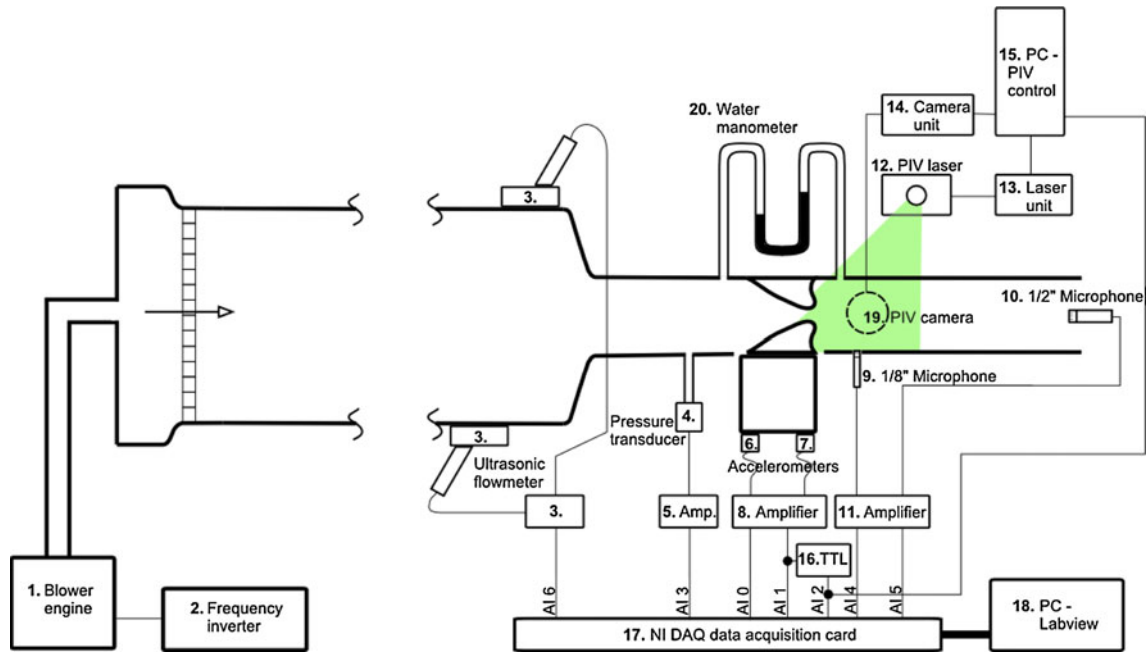 15. PC -
PIV
control
14. Camera
unit
20. Water
manometer
12. PIV laser
13. Laser
unit
3.
10. 1/2" Microphone
19. PIV camera
9. 1/8" Microphone
4.
Pressure
transducer
3.
Ultrasonic
flowmeter
6.
7.
Accelerometers
3.
5. Amp.
8. Amplifier
11. Amplifier
16. TTL
1. Blower
engine
2. Frequency
inverter
AI 6
AI 3
AI 0
AI 1
AI 2
AI 4
AI 5
17. NI DAQ data acquisition card
18. PC -
Labview